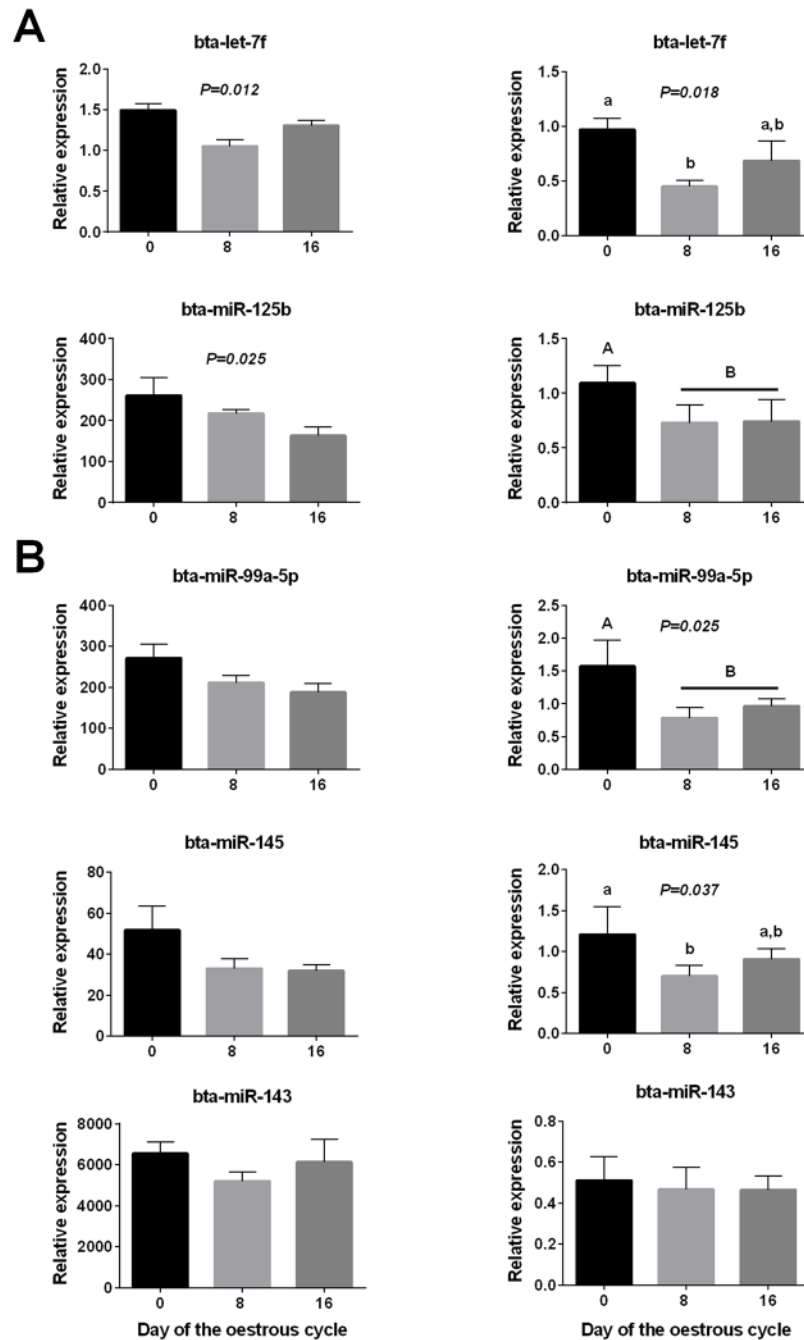 A
bta-let-7f
Relative expression
2.0
1.5
1.0
0.5
0.0
P=0.012
0 8 16
bta-let-7f
Relative expression
1.5
1.0
0.5
0.0
P=0.018
a
b
a,b
0 8 16
bta-miR-125b
Relative expression
400
300
200
100
0
P=0.025
0 8 16
bta-miR-125b
Relative expression
1.5
1.0
0.5
0.0
A
B
0 8 16
B
bta-miR-99a-5p
Relative expression
400
300
200
100
0
0 8 16
bta-miR-99a-5p
Relative expression
2.5
2.0
1.5
1.0
0.5
0.0
P=0.025
A
B
0 8 16
bta-miR-145
Relative expression
80
60
40
20
0
0 8 16
bta-miR-145
Relative expression
2.0
1.5
1.0
0.5
0.0
P=0.037
a
b
a,b
0 8 16
bta-miR-143
Relative expression
8000
6000
4000
2000
0
0 8 16
Day of the oestrous cycle
bta-miR-143
Relative expression
0.8
0.6
0.4
0.2
0.0
0 8 16
Day of the oestrous cycle